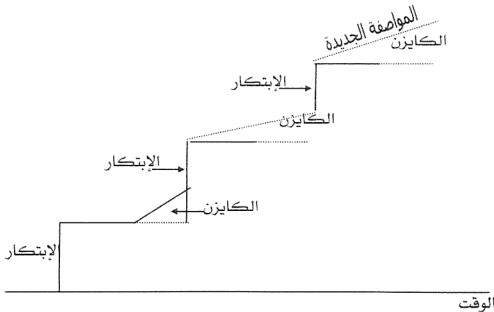 المواصفة الجديدة
الكايزن
الإبتكار
الكايزن
الإبتكار
الكايزن
الإبتكار
الوقت